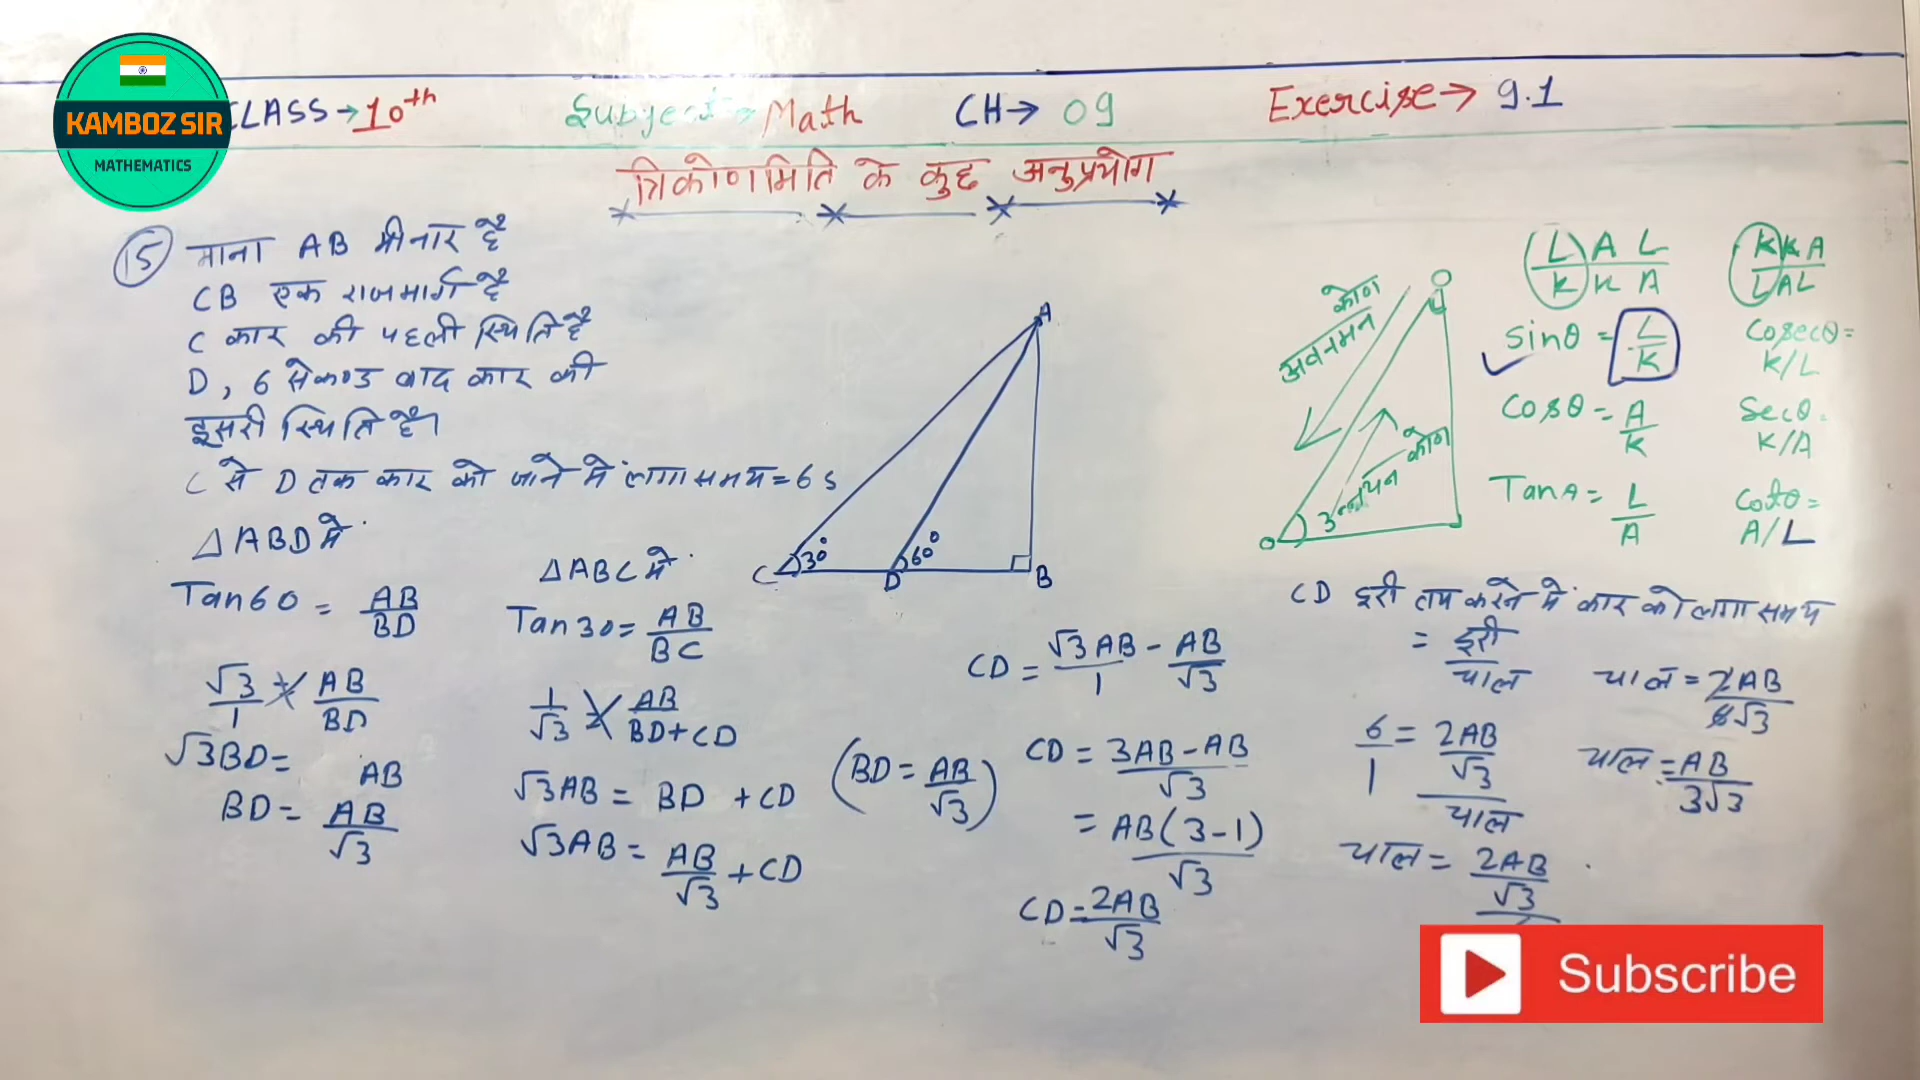 KAMBOZ SIR
MATHEMATICS
CLASS → 10th Subject → Math CH → 09 Exercise → 9.1
त्रिकोणमिति के कुछ अनुप्रयोग
15 माना AB मीनार है
CB एक राजमार्ग है
C कार की पहली स्थिति है
D, 6 सेकण्ड बाद कार की
दूसरी स्थिति है।
C से D तक कार को जाने मे लगा समय = 6 s
△ABD मे
Tan60 = AB/BD
√3/1 = AB/BD
√3BD = AB
BD = AB/√3
△ABC मे
Tan30 = AB/BC
1/√3 = AB/BD+CD
√3AB = BD + CD
√3AB = AB/√3 + CD
(BD = AB/√3)
A
C 30° D 60° B
CD = √3AB/1 - AB/√3
CD = 3AB - AB/√3
= AB(3-1)/√3
CD = 2AB/√3
अवनमन कोण
उन्नयन कोण
L A L
K K A
K K A
L A L
Sinθ = L/K Cosecθ = K/L
Cosθ = A/K Secθ = K/A
TanA = L/A Cotθ = A/L
CD दूरी तय करने मे कार को लगा समय
= दूरी/चाल
6/1 = 2AB/√3/चाल
चाल = 2AB/√3
चाल = 2AB/6√3
चाल = AB/3√3
Subscribe